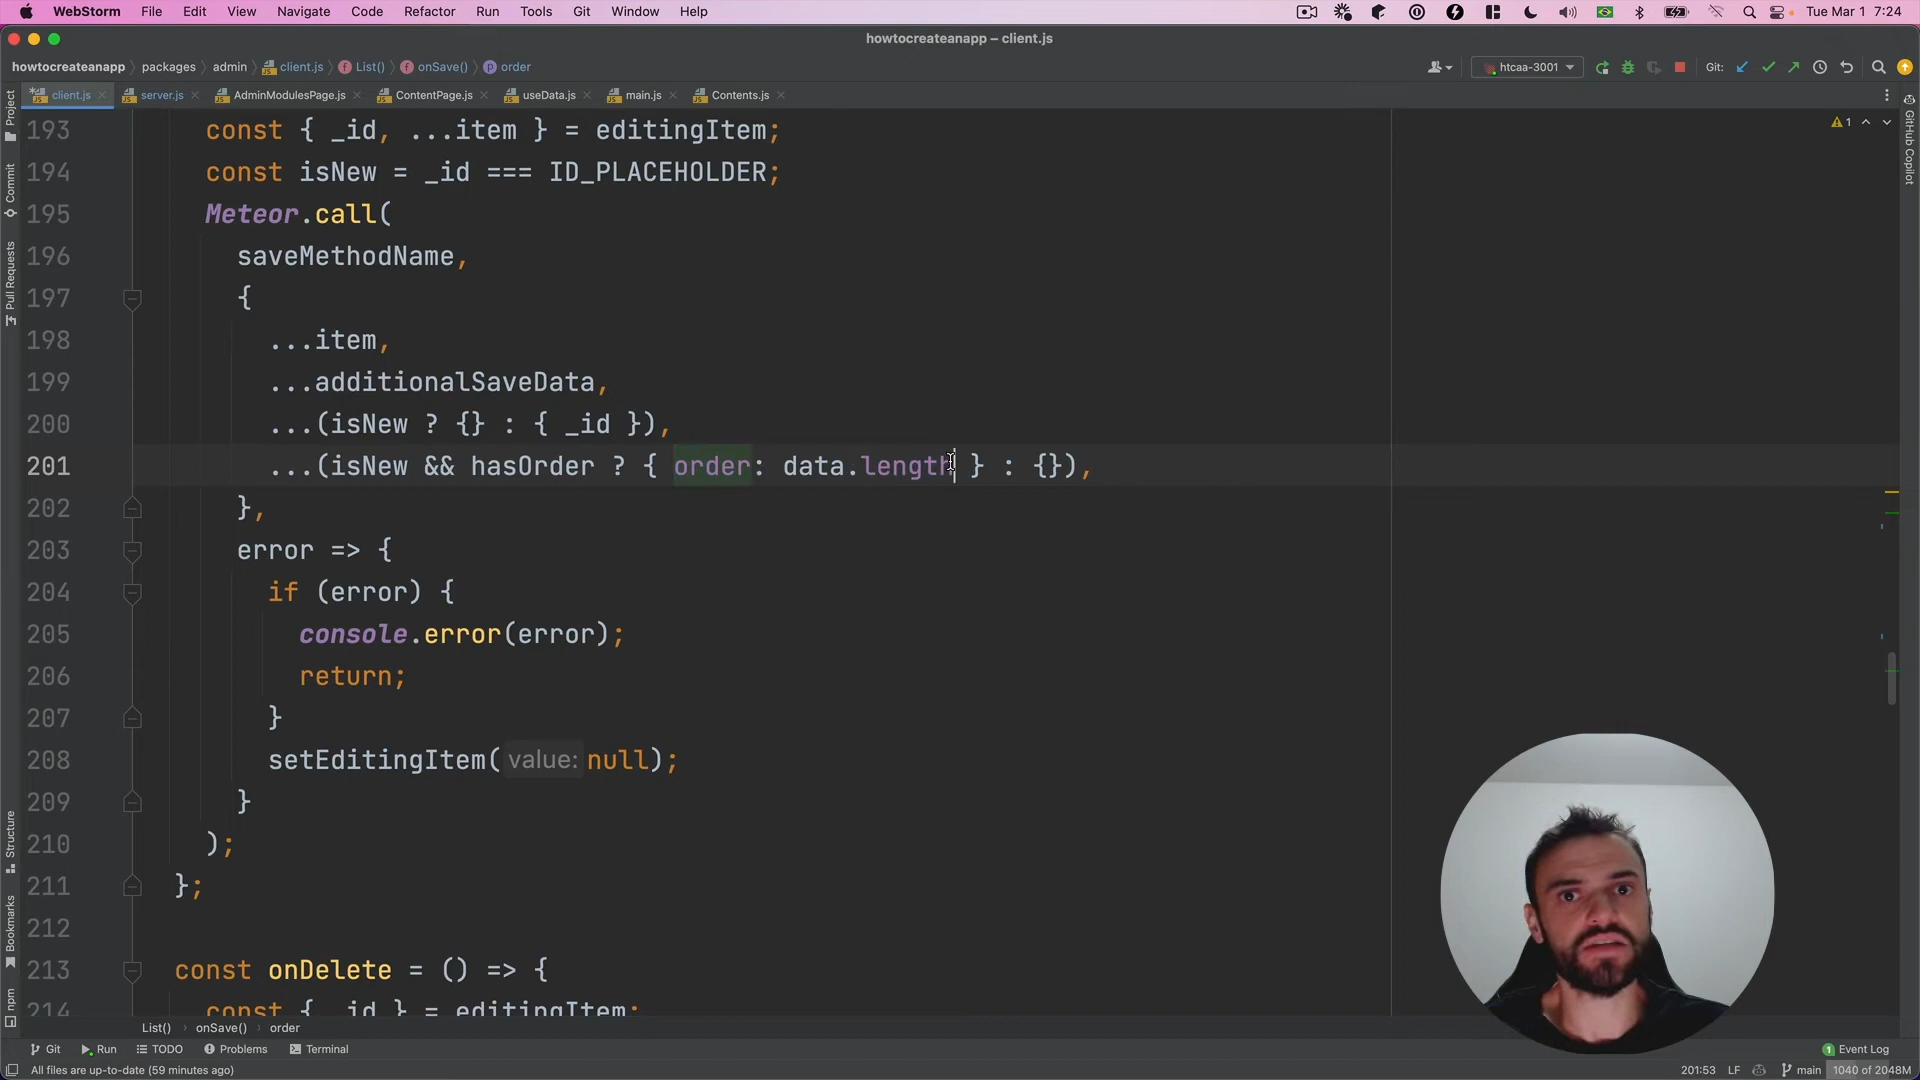 WebStorm File Edit View Navigate Code Refactor Run Tools Git Window Help Tue Mar 1 7:24
howtocreateanapp – client.js
howtocreateanapp packages admin client.js List() onSave() order htcaa-3001 Git:
client.js server.js AdminModulesPage.js ContentPage.js useData.js main.js Contents.js
Project
Commit
Pull Requests
Structure
Bookmarks
npm
GitHub Copilot
1
193 const { _id, ...item } = editingItem;
194 const isNew = _id === ID_PLACEHOLDER;
195 Meteor.call(
196 saveMethodName,
197 {
198 ...item,
199 ...additionalSaveData,
200 ...(isNew ? {} : { _id }),
201 ...(isNew && hasOrder ? { order: data.length } : {}),
202 },
203 error => {
204 if (error) {
205 console.error(error);
206 return;
207 }
208 setEditingItem( value: null);
209 }
210 );
211 };
212
213 const onDelete = () => {
214 const { _id } = editingItem;
List() onSave() order
Git Run TODO Problems Terminal 1 Event Log
All files are up-to-date (59 minutes ago) 201:53 LF main 1040 of 2048M